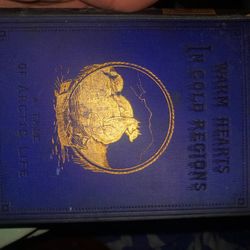 WARM HEARTS
IN COLD REGIONS
A TALE
OF ARCTIC LIFE